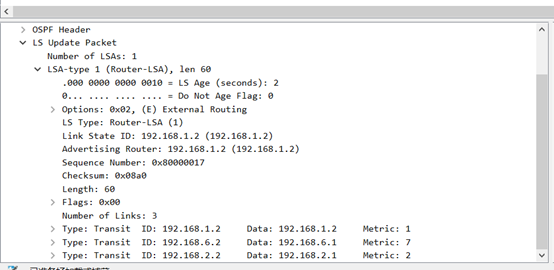 OSPF Header
LS Update Packet
Number of LSAs: 1
LSA-type 1 (Router-LSA), len 60
.000 0000 0000 0010 = LS Age (seconds): 2
0... .... .... .... = Do Not Age Flag: 0
Options: 0x02, (E) External Routing
LS Type: Router-LSA (1)
Link State ID: 192.168.1.2 (192.168.1.2)
Advertising Router: 192.168.1.2 (192.168.1.2)
Sequence Number: 0x80000017
Checksum: 0x08a0
Length: 60
Flags: 0x00
Number of Links: 3
Type: Transit ID: 192.168.1.2 Data: 192.168.1.2 Metric: 1
Type: Transit ID: 192.168.6.2 Data: 192.168.6.1 Metric: 7
Type: Transit ID: 192.168.2.2 Data: 192.168.2.1 Metric: 2